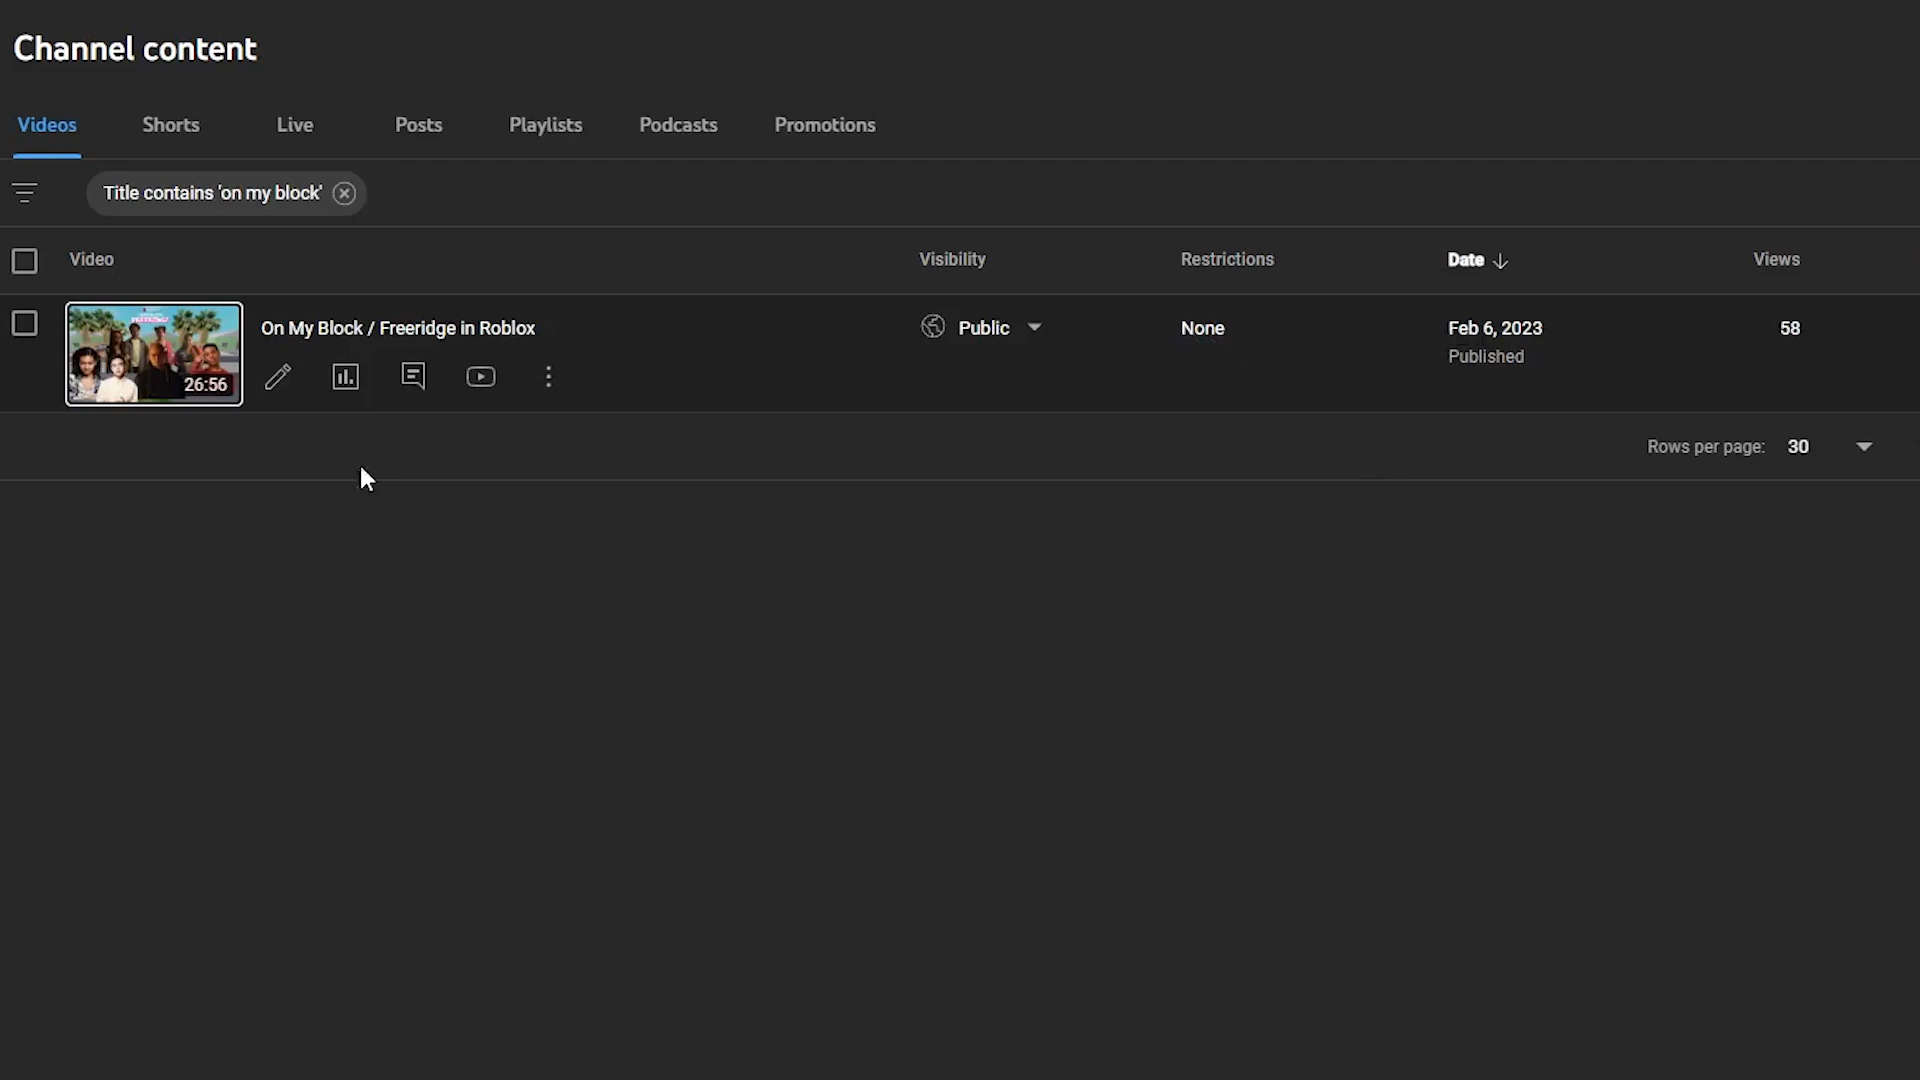 Channel content
Videos Shorts Live Posts Playlists Podcasts Promotions
Title contains 'on my block'
Video Visibility Restrictions Date Views
On My Block / Freeridge in Roblox Public None Feb 6, 2023 58
Published
26:56
Rows per page: 30